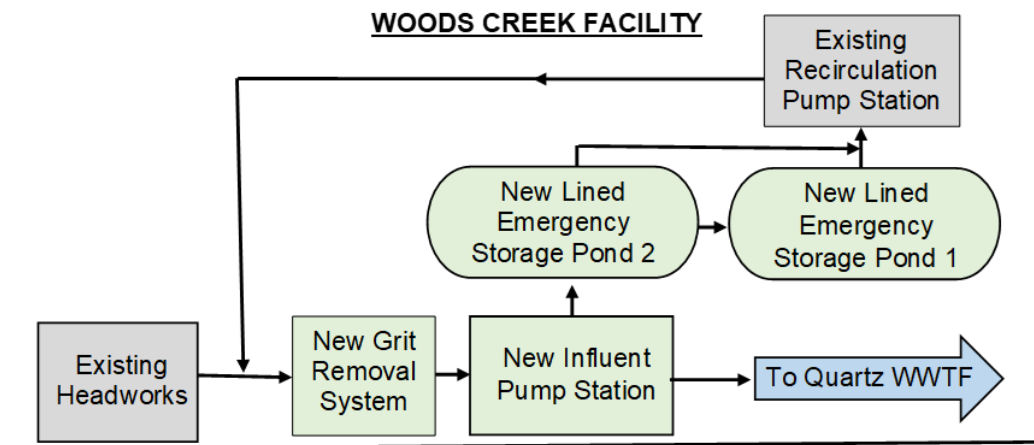 WOODS CREEK FACILITY
Existing
Recirculation
Pump Station
New Lined
Emergency
Storage Pond 2
New Lined
Emergency
Storage Pond 1
Existing
Headworks
New Grit
Removal
System
New Influent
Pump Station
To Quartz WWTF